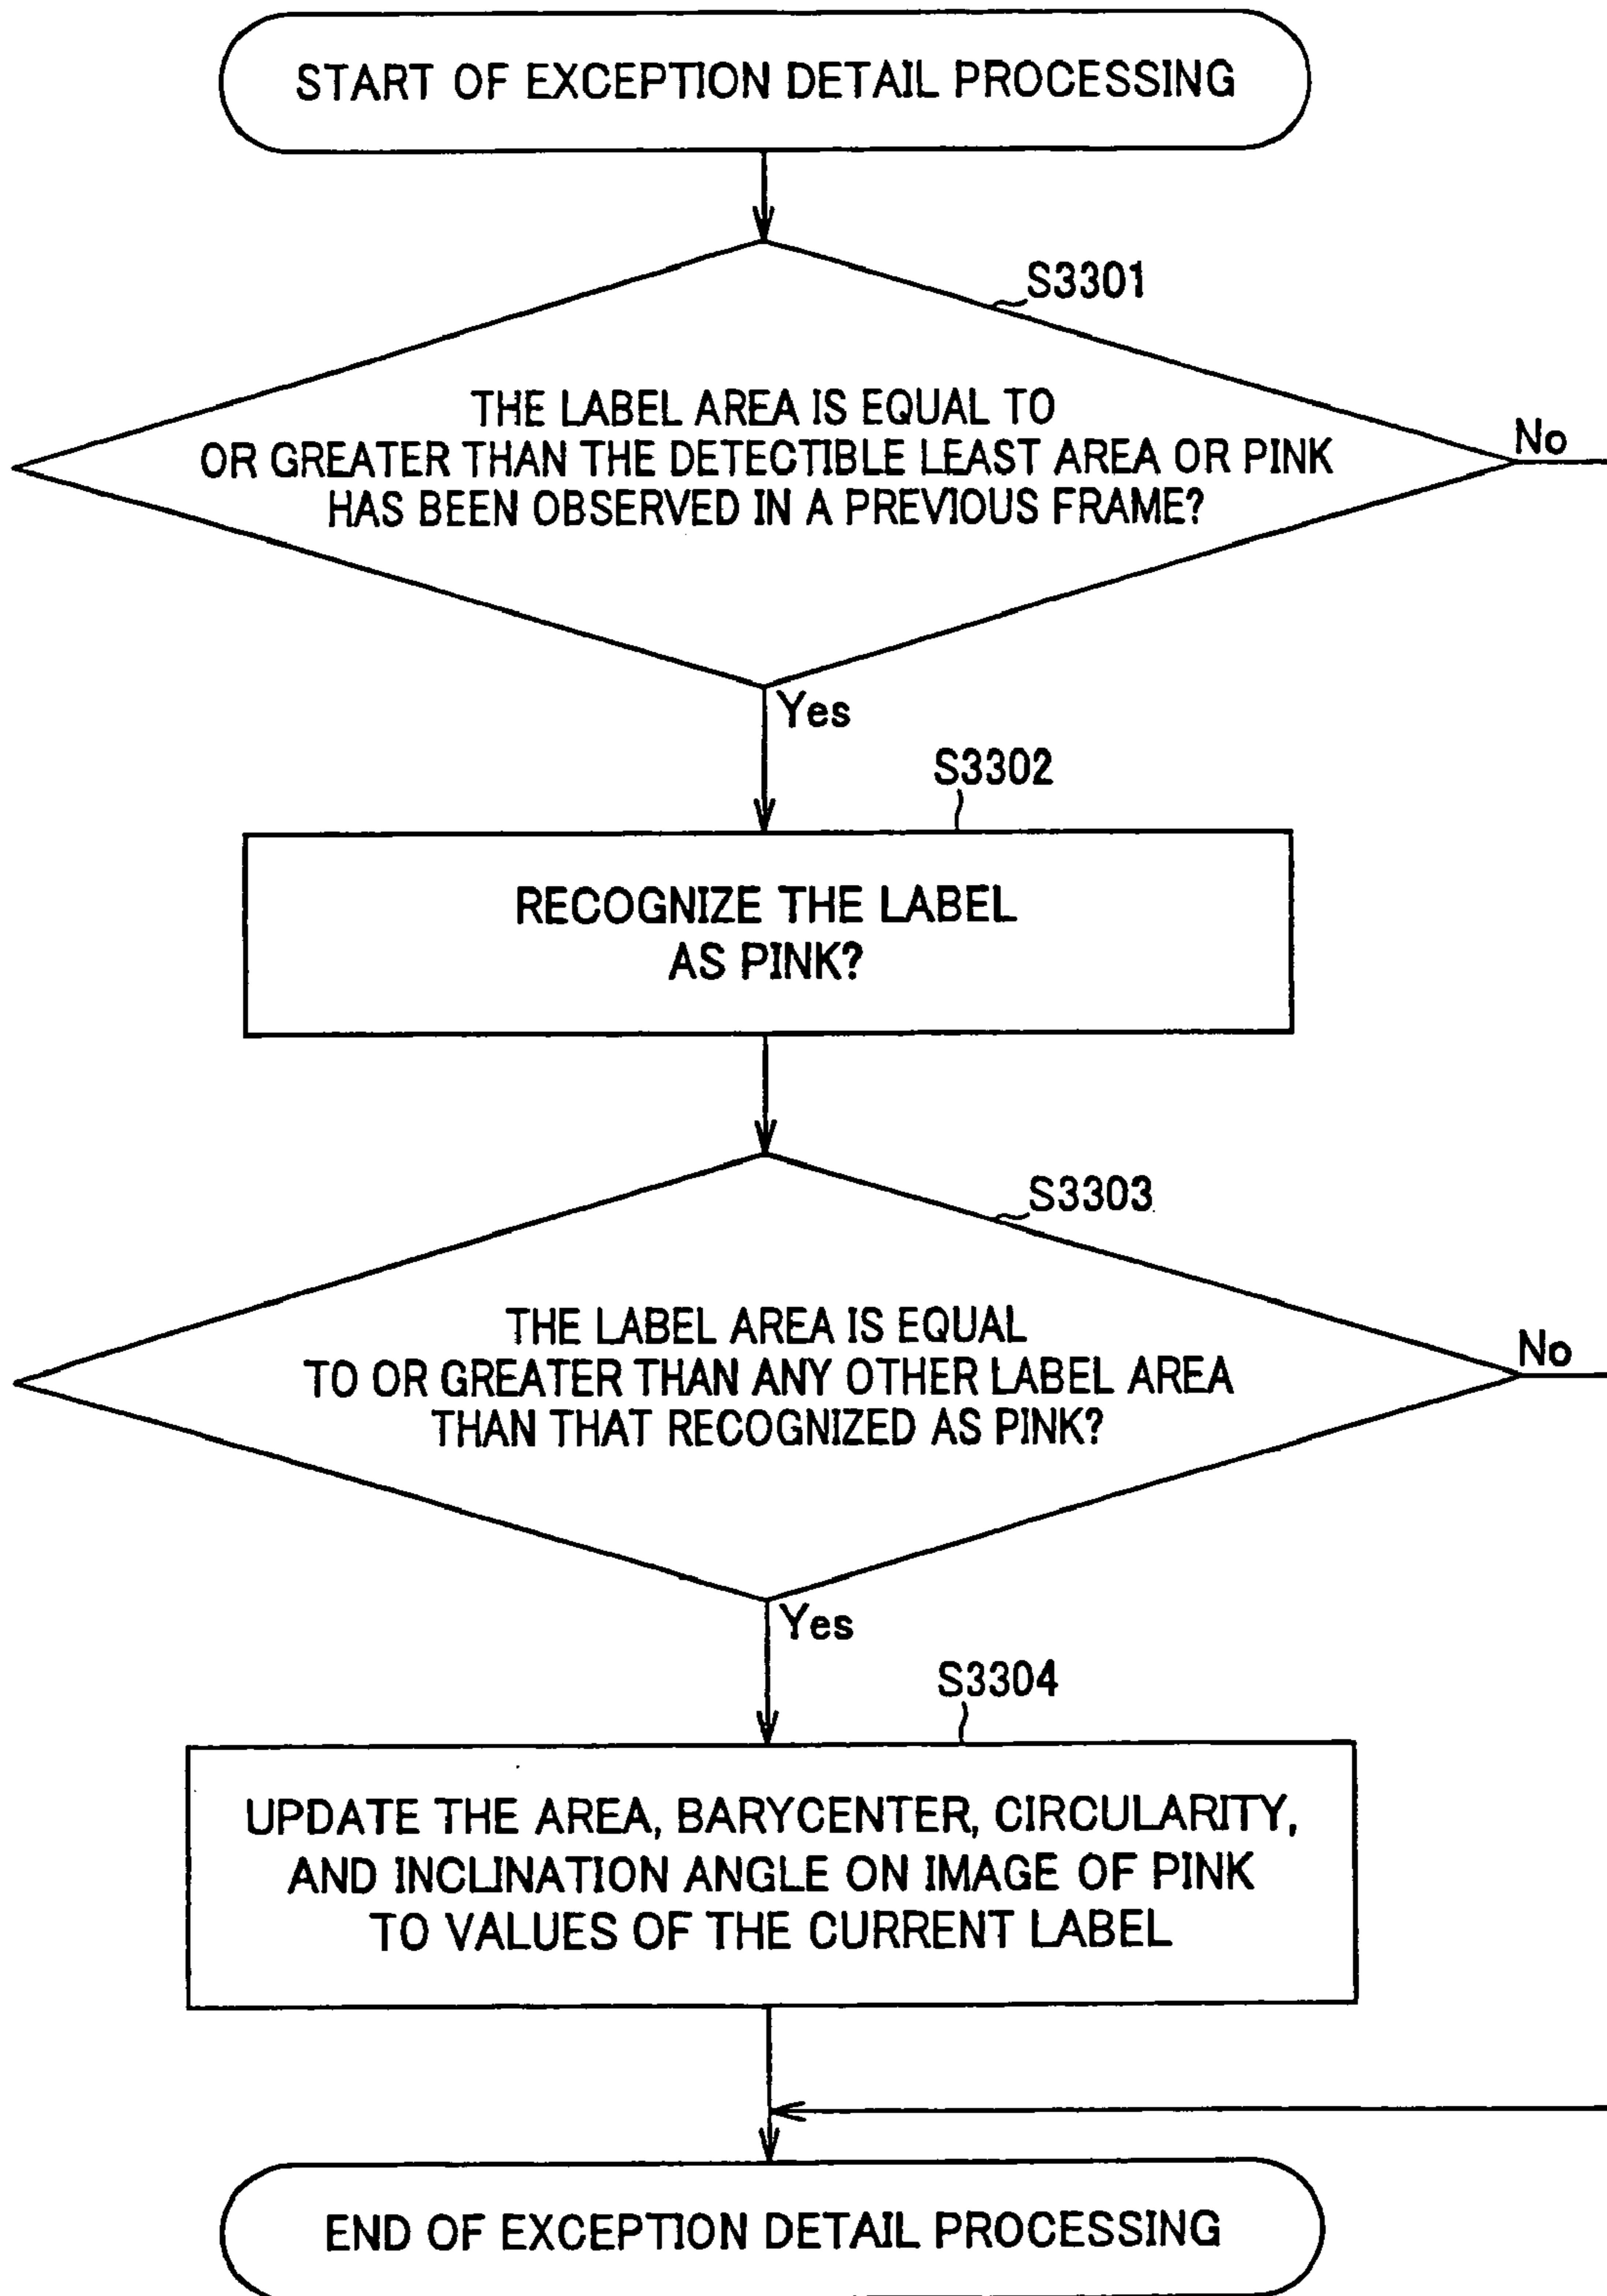 START OF EXCEPTION DETAIL PROCESSING
S3301
THE LABEL AREA IS EQUAL TO
OR GREATER THAN THE DETECTIBLE LEAST AREA OR PINK
HAS BEEN OBSERVED IN A PREVIOUS FRAME?
No
Yes
S3302
RECOGNIZE THE LABEL
AS PINK?
S3303
THE LABEL AREA IS EQUAL
TO OR GREATER THAN ANY OTHER LABEL AREA
THAN THAT RECOGNIZED AS PINK?
No
Yes
S3304
UPDATE THE AREA, BARYCENTER, CIRCULARITY,
AND INCLINATION ANGLE ON IMAGE OF PINK
TO VALUES OF THE CURRENT LABEL
END OF EXCEPTION DETAIL PROCESSING